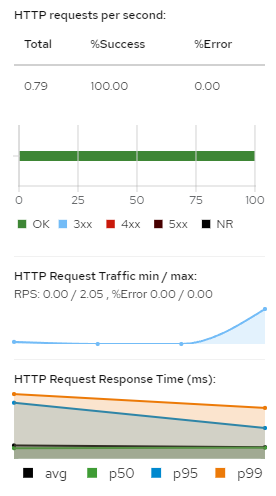 HTTP requests per second:
Total %Success %Error
0.79 100.00 0.00
0 25 50 75 100
OK 3xx 4xx 5xx NR
HTTP Request Traffic min / max:
RPS: 0.00 / 2.05 , %Error 0.00 / 0.00
HTTP Request Response Time (ms):
avg p50 p95 p99